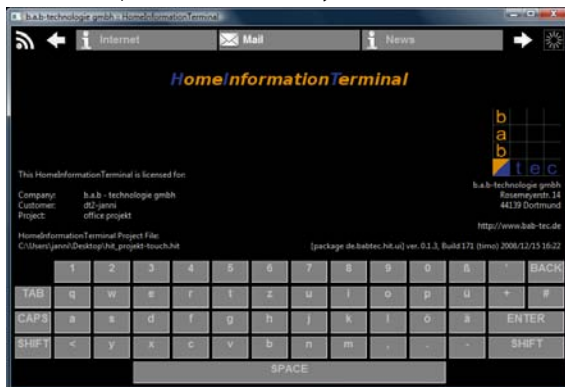 b.a.b-technologie gmbh :: HomeInformationTerminal
Internet Mail News
HomeInformationTerminal
b
a
b
tec
This HomeInformationTerminal is licensed for:
b.a.b-technologie gmbh
Company: b.a.b - technologie gmbh
Rosemeyerstr. 14
Customer: dt2-janni
44139 Dortmund
Project: office projekt
http://www.bab-tec.de
HomeInformationTerminal Project File:
C:\Users\janni\Desktop\hit_projekt-touch.hit
[package de.babtec.hit.ui] ver. 0.1.3, Build 171 (timo) 2008/12/15 16:22
1 2 3 4 5 6 7 8 9 0 ß ' BACK
TAB q w e r t z u i o p ü + #
CAPS a s d f g h j k l ö ä ENTER
SHIFT < y x c v b n m , . - SHIFT
SPACE